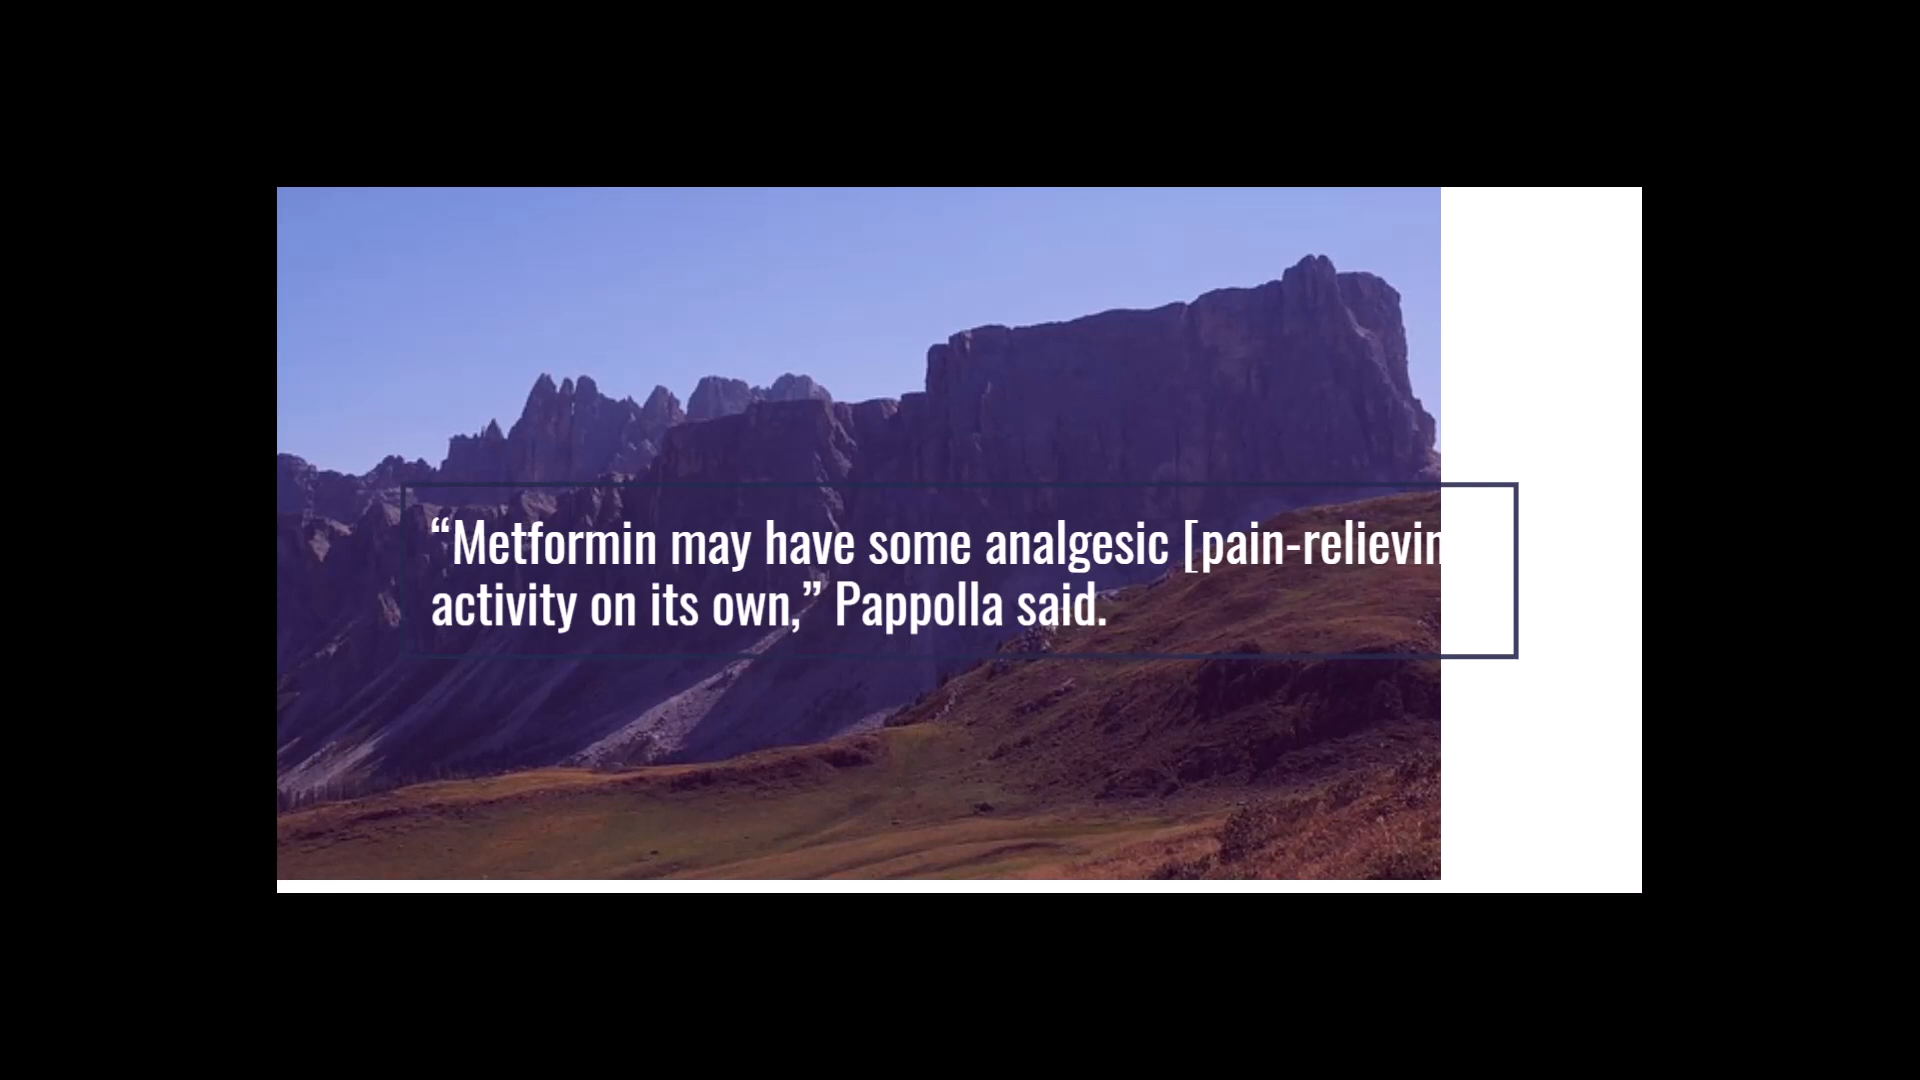 “Metformin may have some analgesic [pain-relievin
activity on its own,” Pappolla said.